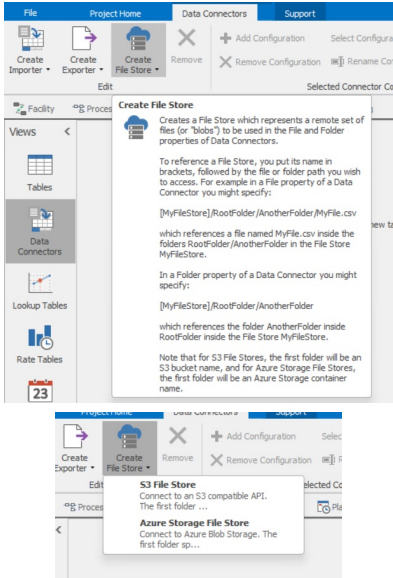 File Project Home Data Connectors Support
Create Importer
Create Exporter
Create File Store
Remove
Add Configuration
Remove Configuration
Select Configura
Rename Co
Edit
Selected Connector Co
Facility
Proces
Views
Tables
Data Connectors
Lookup Tables
Rate Tables
23
new ta
Create File Store
Creates a File Store which represents a remote set of
files (or "blobs") to be used in the File and Folder
properties of Data Connectors.
To reference a File Store, you put its name in
brackets, followed by the file or folder path you wish
to access. For example in a File property of a Data
Connector you might specify:
[MyFileStore]/RootFolder/AnotherFolder/MyFile.csv
which references a file named MyFile.csv inside the
folders RootFolder/AnotherFolder in the File Store
MyFileStore.
In a Folder property of a Data Connector you might
specify:
[MyFileStore]/RootFolder/AnotherFolder
which references the folder AnotherFolder inside
RootFolder inside the File Store MyFileStore.
Note that for S3 File Stores, the first folder will be an
S3 bucket name, and for Azure Storage File Stores,
the first folder will be an Azure Storage container
name.
Project Home Data Connectors Support
Create
Exporter
Create
File Store
Remove
Add Configuration
Remove Configuration
Selec
Edit
elected Co
Proces
Pla
S3 File Store
Connect to an S3 compatible API.
The first folder ...
Azure Storage File Store
Connect to Azure Blob Storage. The
first folder sp...